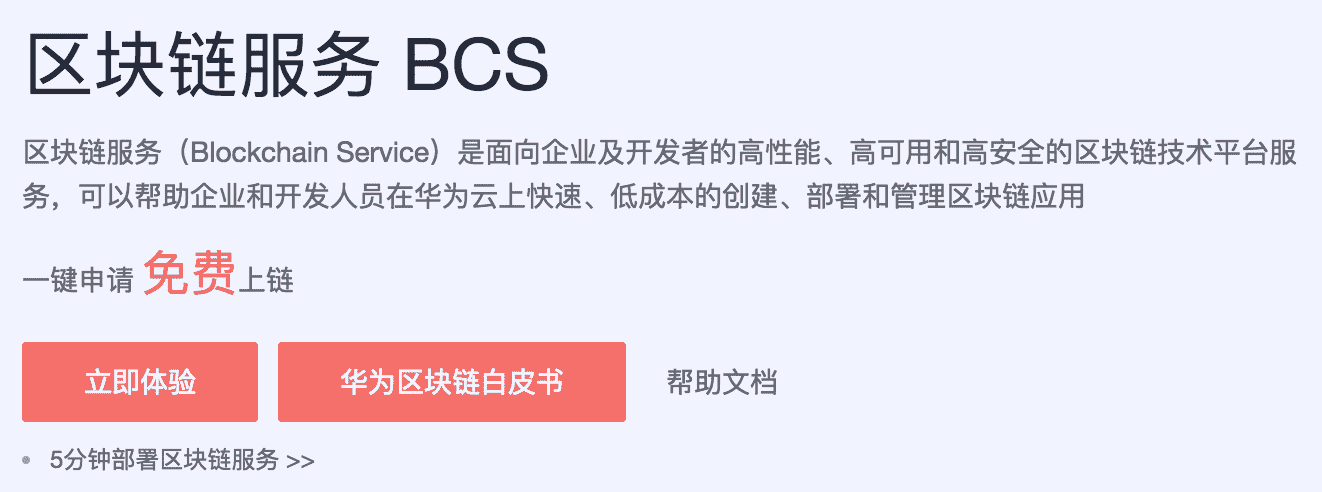 区块链服务 BCS
区块链服务（Blockchain Service）是面向企业及开发者的高性能、高可用和高安全的区块链技术平台服
务，可以帮助企业和开发人员在华为云上快速、低成本的创建、部署和管理区块链应用
一键申请 免费上链
立即体验 华为区块链白皮书 帮助文档
5分钟部署区块链服务 >>